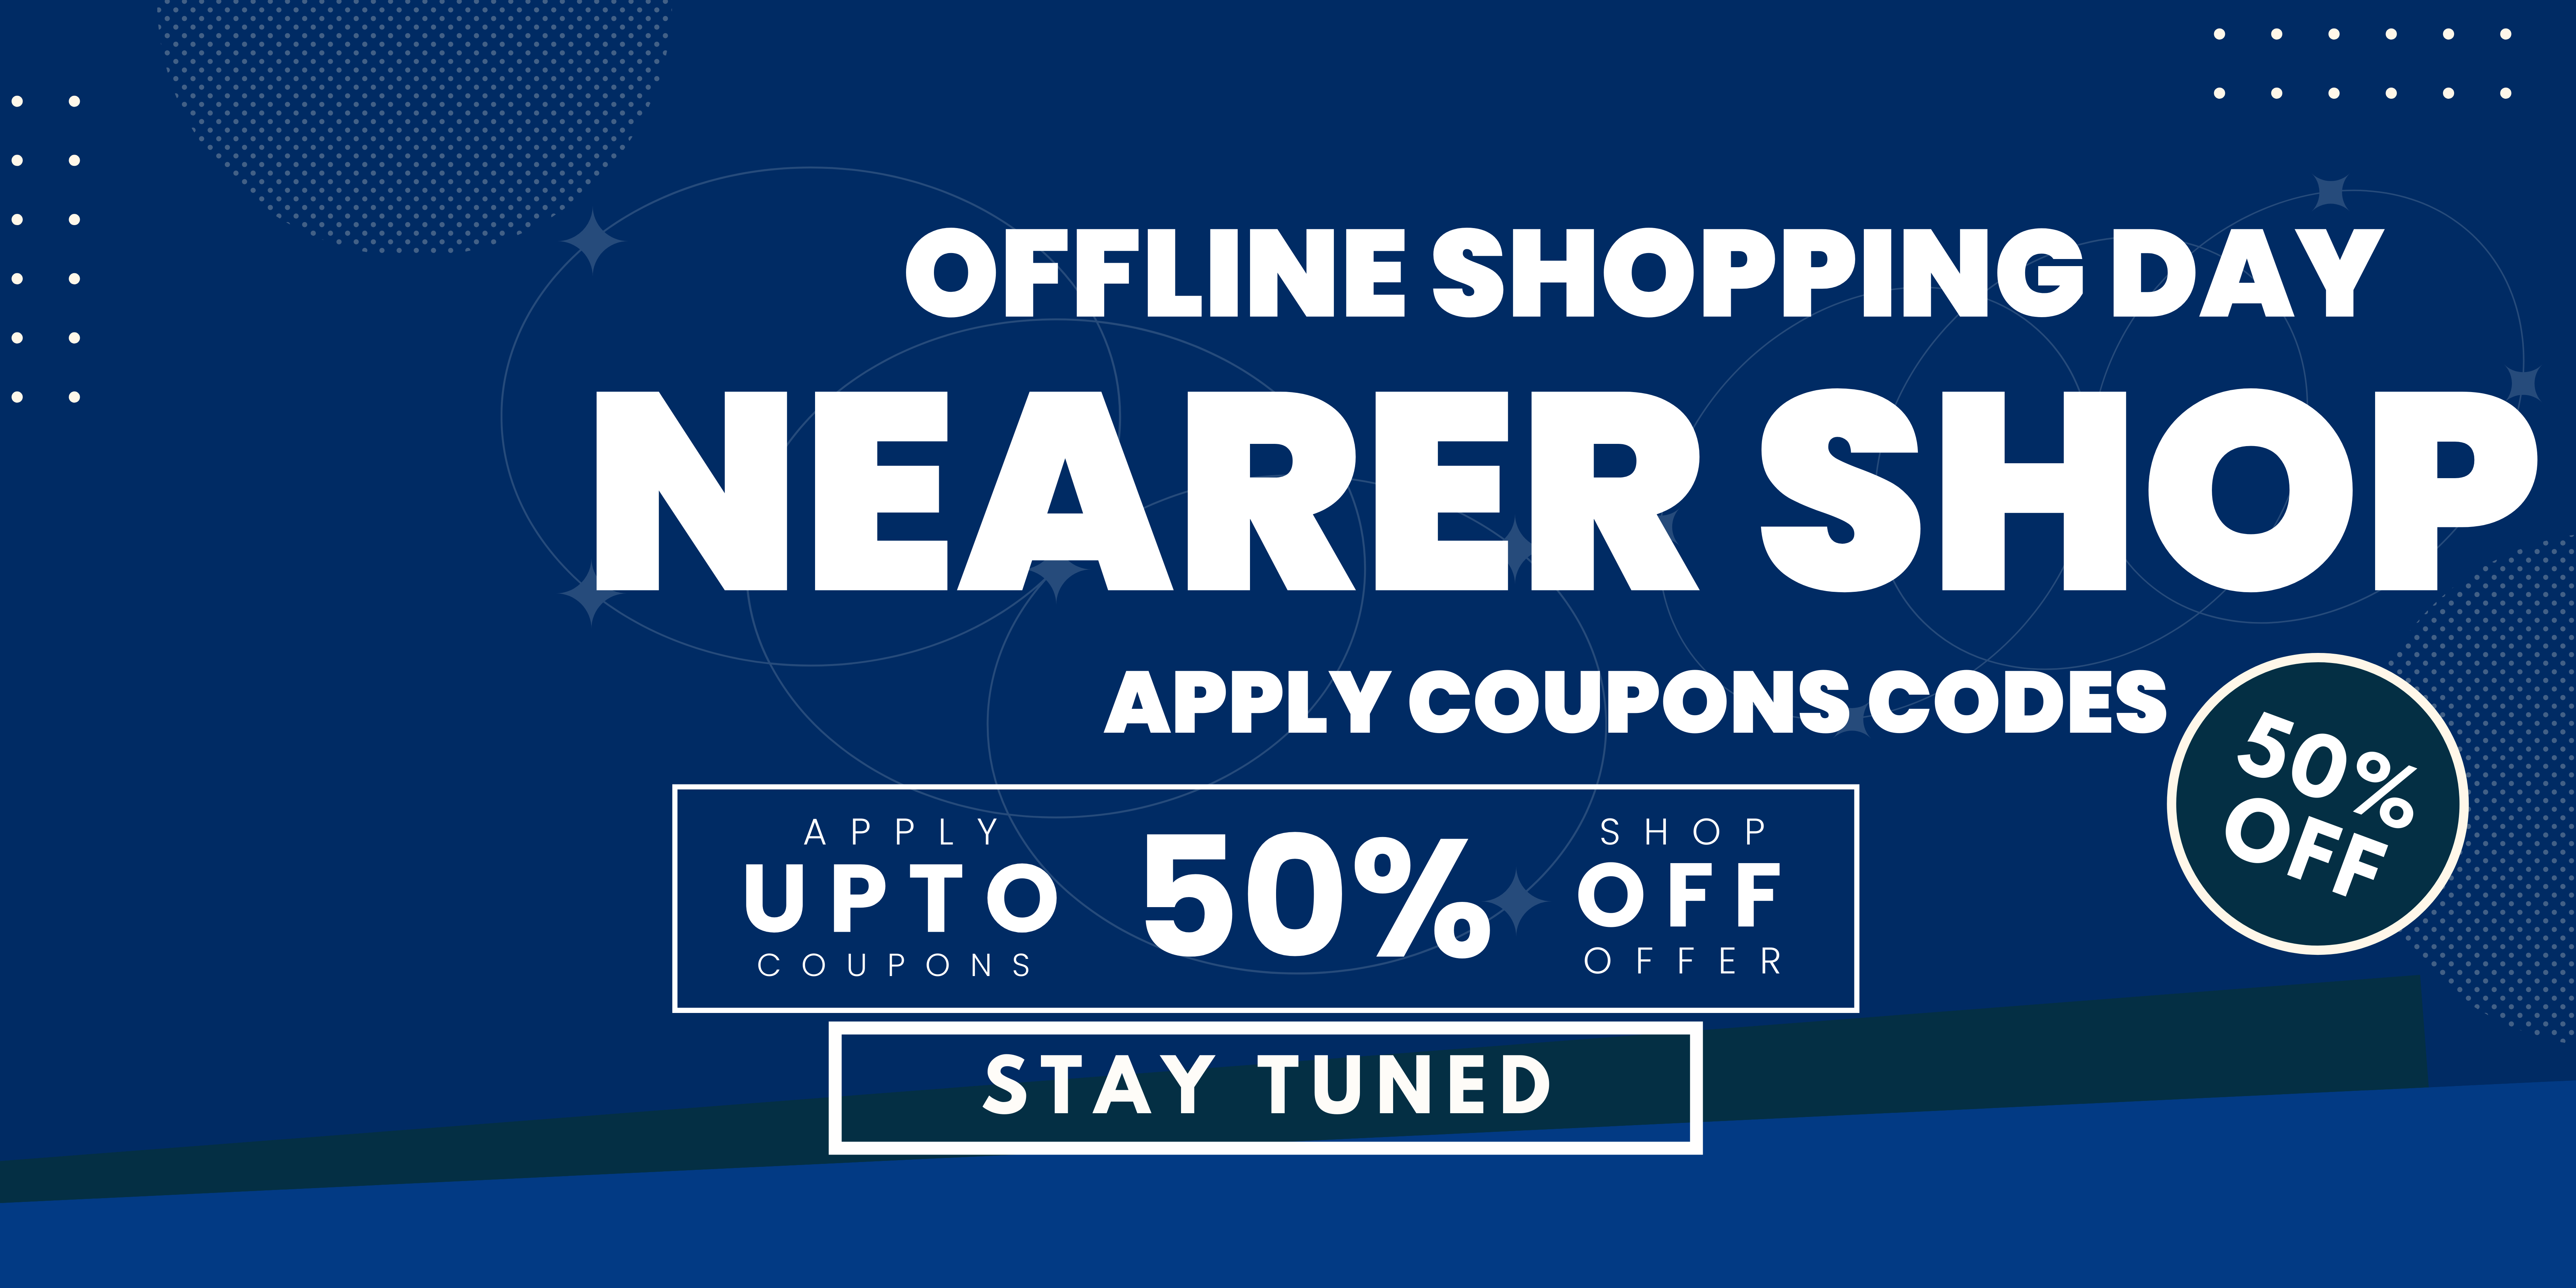 OFFLINE SHOPPING DAY
NEARER SHOP
APPLY COUPONS CODES
50%
OFF
APPLY
UPTO
COUPONS
50%
SHOP
OFF
OFFER
STAY TUNED